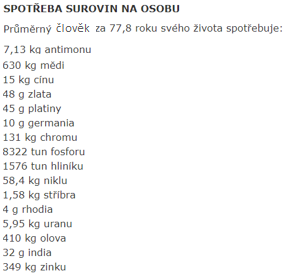 SPOTŘEBA SUROVIN NA OSOBU
Průměrný člověk za 77,8 roku svého života spotřebuje:
7,13 kg antimonu
630 kg mědi
15 kg cínu
48 g zlata
45 g platiny
10 g germania
131 kg chromu
8322 tun fosforu
1576 tun hliníku
58,4 kg niklu
1,58 kg stříbra
4 g rhodia
5,95 kg uranu
410 kg olova
32 g india
349 kg zinku